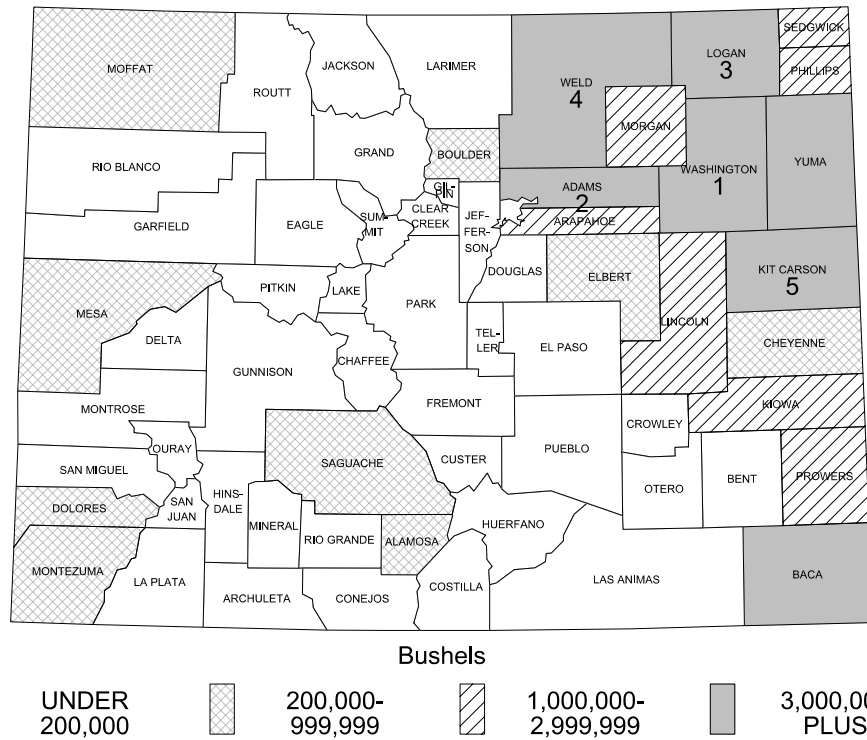 SEDGWICK
JACKSON
LARIMER
LOGAN
3
MOFFAT
PHILLIPS
WELD
4
ROUTT
MORGAN
GRAND
BOULDER
RIO BLANCO
WASHINGTON
1
YUMA
GIL-
PIN
ADAMS
2
CLEAR
CREEK
EAGLE
SUM-
MIT
JEF-
FER-
SON
ARAPAHOE
GARFIELD
DOUGLAS
ELBERT
KIT CARSON
5
PITKIN
LAKE
PARK
MESA
LINCOLN
DELTA
TEL-
LER
EL PASO
CHEYENNE
CHAFFEE
GUNNISON
MONTROSE
FREMONT
KIOWA
CROWLEY
OURAY
SAGUACHE
CUSTER
PUEBLO
SAN MIGUEL
BENT
PROWERS
OTERO
HINS-
DALE
DOLORES
SAN
JUAN
MINERAL
RIO GRANDE
ALAMOSA
HUERFANO
MONTEZUMA
LA PLATA
COSTILLA
LAS ANIMAS
BACA
ARCHULETA
CONEJOS
Bushels
UNDER
200,000
200,000-
999,999
1,000,000-
2,999,999
3,000,00
PLUS